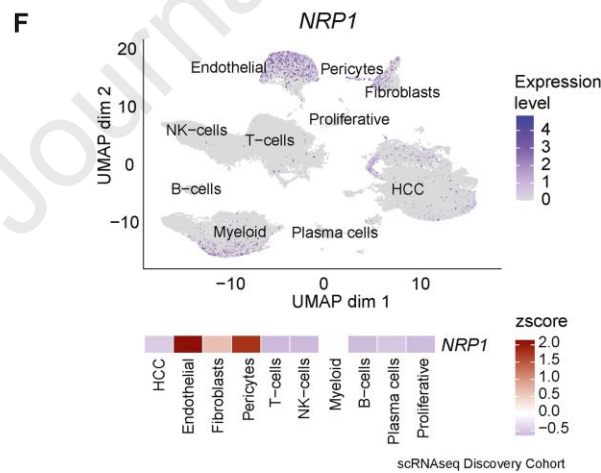 F
NRP1
20
10
0
−10
UMAP dim 2
Endothelial
Pericytes
Fibroblasts
Proliferative
NK−cells
T−cells
B−cells
HCC
Myeloid
Plasma cells
−10
0
10
UMAP dim 1
Expression
level
4
3
2
1
0
NRP1
HCC
Endothelial
Fibroblasts
Pericytes
T−cells
NK−cells
Myeloid
B−cells
Plasma cells
Proliferative
zscore
2.0
1.5
1.0
0.5
0.0
−0.5
scRNAseq Discovery Cohort
Journa